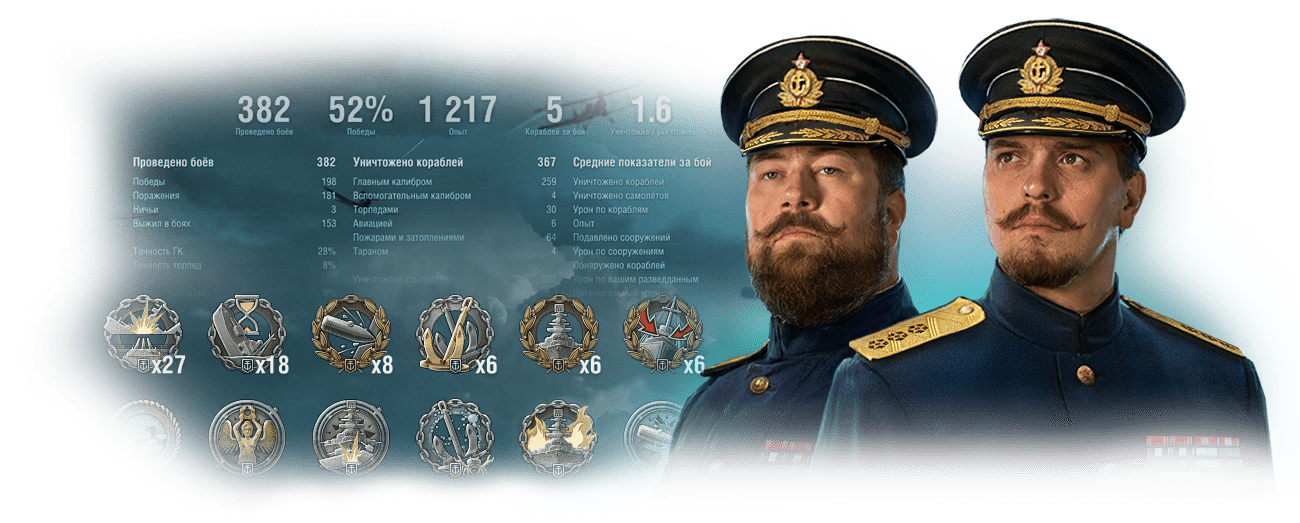 382 52% 1 217 5 1.6
Проведено боёв Победы Опыт Кораблей за бой Уничтожил / уничтожен
Проведено боёв 382 Уничтожено кораблей 367 Средние показатели за бой
Победы 198 Главным калибром 259 Уничтожено кораблей
Поражения 181 Вспомогательным калибром 4 Уничтожено самолётов
Ничьи 3 Торпедами 30 Урон по кораблям
Выжил в боях 153 Авиацией 6 Опыт
Пожарами и затоплениями 64 Подавлено сооружений
Точность ГК 28% Тараном 4 Урон по сооружениям
Точность торпед 8% Обнаружено кораблей
Уничтожено самолётов 391 Урон по вашим разведданным
Потенциальный урон
x27 x18 x8 x6 x6 x6